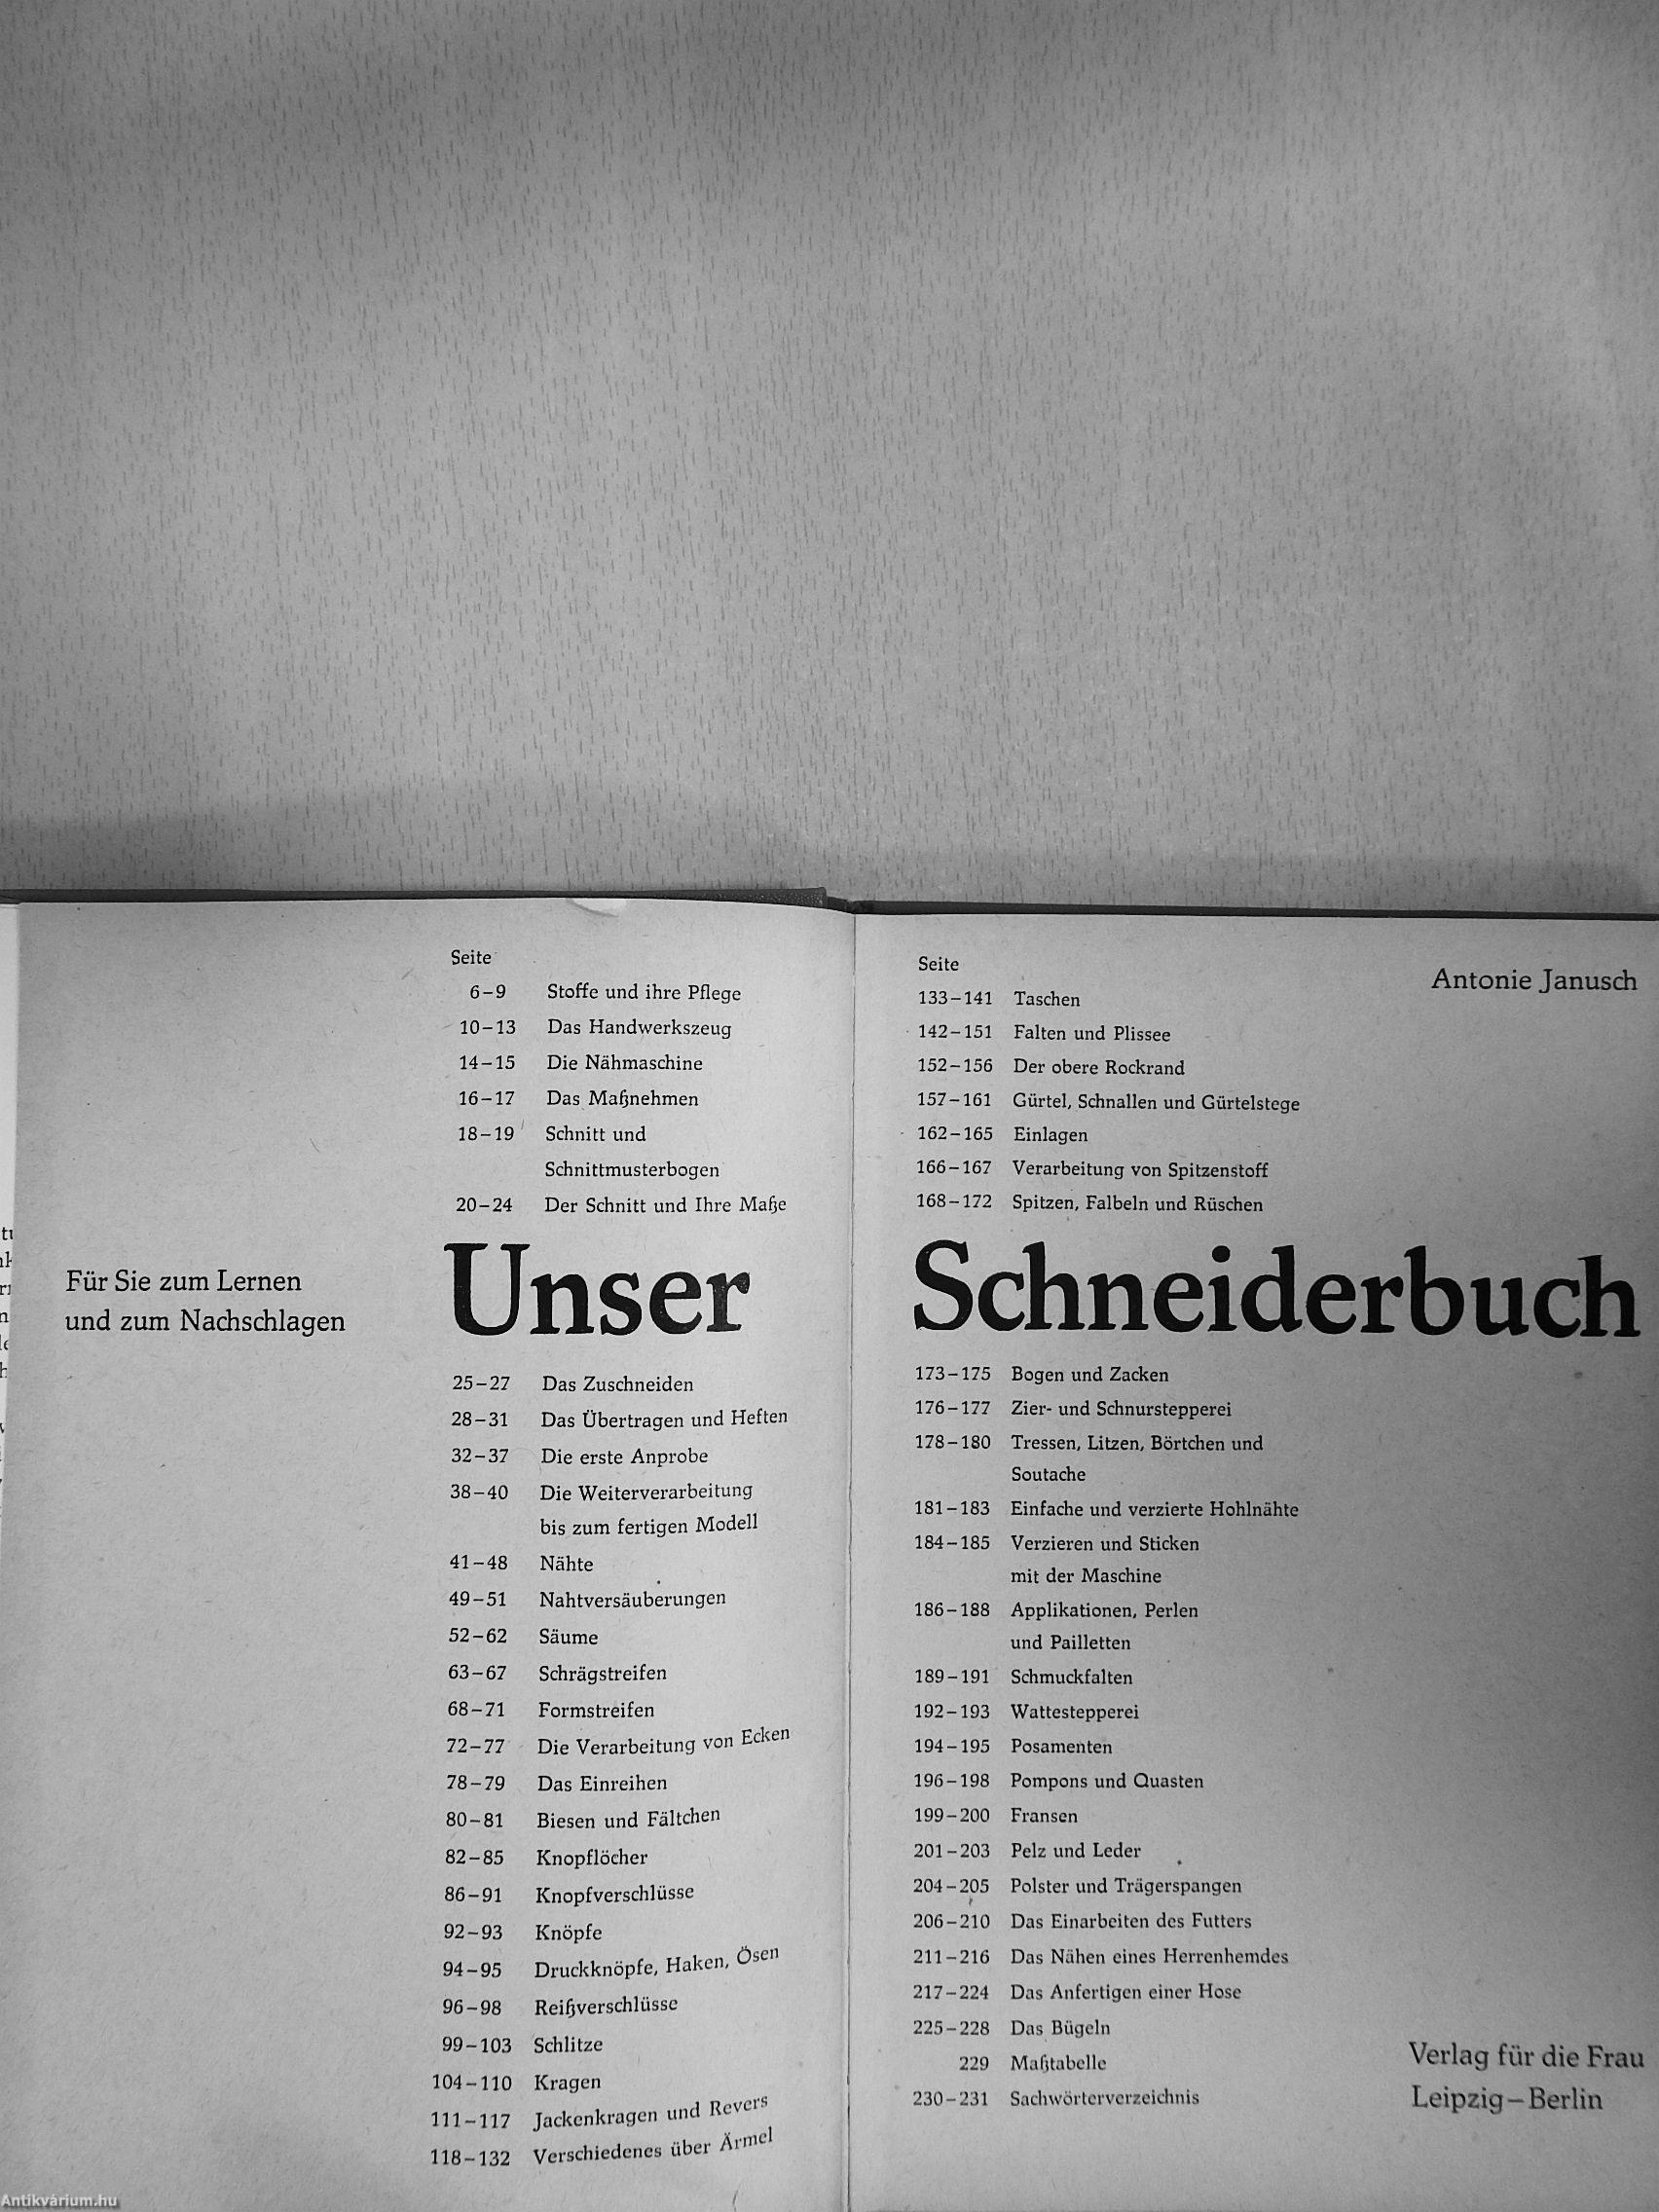 Für Sie zum Lernen
und zum Nachschlagen
Seite
6–9 Stoffe und ihre Pflege
10–13 Das Handwerkszeug
14–15 Die Nähmaschine
16–17 Das Maßnehmen
18–19 Schnitt und
Schnittmusterbogen
20–24 Der Schnitt und Ihre Maße
Unser
25–27 Das Zuschneiden
28–31 Das Übertragen und Heften
32–37 Die erste Anprobe
38–40 Die Weiterverarbeitung
bis zum fertigen Modell
41–48 Nähte
49–51 Nahtversäuberungen
52–62 Säume
63–67 Schrägstreifen
68–71 Formstreifen
72–77 Die Verarbeitung von Ecken
78–79 Das Einreihen
80–81 Biesen und Fältchen
82–85 Knopflöcher
86–91 Knopfverschlüsse
92–93 Knöpfe
94–95 Druckknöpfe, Haken, Ösen
96–98 Reißverschlüsse
99–103 Schlitze
104–110 Kragen
111–117 Jackenkragen und Revers
118–132 Verschiedenes über Ärmel
Antonie Janusch
Seite
133–141 Taschen
142–151 Falten und Plissee
152–156 Der obere Rockrand
157–161 Gürtel, Schnallen und Gürtelstege
162–165 Einlagen
166–167 Verarbeitung von Spitzenstoff
168–172 Spitzen, Falbeln und Rüschen
Schneiderbuch
173–175 Bogen und Zacken
176–177 Zier- und Schnurstepperei
178–180 Tressen, Litzen, Börtchen und
Soutache
181–183 Einfache und verzierte Hohlnähte
184–185 Verzieren und Sticken
mit der Maschine
186–188 Applikationen, Perlen
und Pailletten
189–191 Schmuckfalten
192–193 Wattestepperei
194–195 Posamenten
196–198 Pompons und Quasten
199–200 Fransen
201–203 Pelz und Leder
204–205 Polster und Trägerspangen
206–210 Das Einarbeiten des Futters
211–216 Das Nähen eines Herrenhemdes
217–224 Das Anfertigen einer Hose
225–228 Das Bügeln
229 Maßtabelle
230–231 Sachwörterverzeichnis
Verlag für die Frau
Leipzig–Berlin
Antikvárium.hu